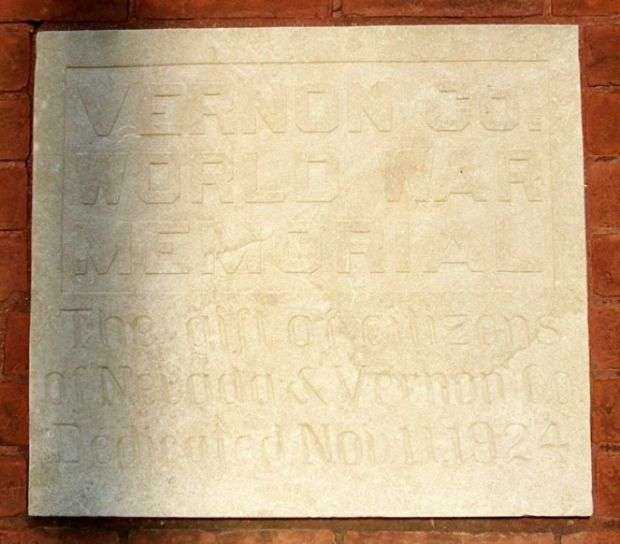 VERNON CO.
WORLD WAR
MEMORIAL
The gift of citizens
of Nevada & Vernon Co
Dedicated Nov. 11, 1924